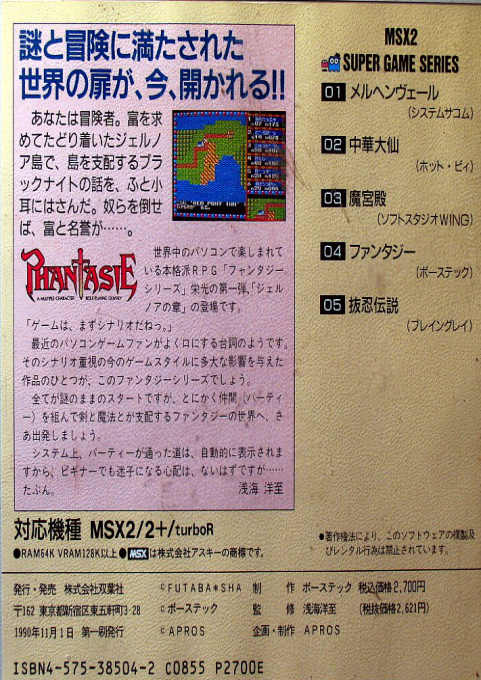 謎と冒険に満たされた
世界の扉が、今、開かれる!!
あなたは冒険者。富を求
めてたどり着いたジェルノ
ア島で、島を支配するブラ
ックナイトの話を、ふと小
耳にはさんだ。奴らを倒せ
ば、富と名誉が……。
PHANTASIE
A MULTIPLE-CHARACTER ROLE-PLAYING ODYSSEY
世界中のパソコンで楽しまれて
いる本格派RPG「ファンタジー
シリーズ」栄光の第一弾、「ジェル
ノアの章」の登場です。
「ゲームは、まずシナリオだねっ。」
最近のパソコンゲームファンがよく口にする台詞のようです。
そのシナリオ重視の今のゲームスタイルに多大な影響を与えた
作品のひとつが、このファンタジーシリーズでしょう。
全てが謎のままのスタートですが、とにかく仲間(パーティ
ー)を組んで剣と魔法とが支配するファンタジーの世界へ、さ
あ出発しましょう。
システム上、パーティーが通った道は、自動的に表示されま
すから、ビギナーでも迷子になる心配は、ないはずですが……
たぶん。
浅海 洋至
対応機種 MSX2/2+/turboR
●RAM64K VRAM128K以上 ●MSXは株式会社アスキーの商標です。
MSX2
SUPER GAME SERIES
01 メルヘンヴェール
(システムサコム)
02 中華大仙
(ホット・ビィ)
03 魔宮殿
(ソフトスタジオWING)
04 ファンタジー
(ポーステック)
05 抜忍伝説
(ブレイングレイ)
●著作権法により、このソフトウェアの複製及
びレンタル行為は禁止されています。
発行・発売 株式会社双葉社 ©FUTABA＊SHA 制 作 ポーステック 税込価格2,700円
〒162 東京都新宿区東五軒町3-28 ©ポーステック 監 修 浅海洋至 (税抜価格2,621円)
1990年11月1日 第一刷発行 ©APROS 企画・制作 APROS
ISBN4-575-38504-2 C0855 P2700E